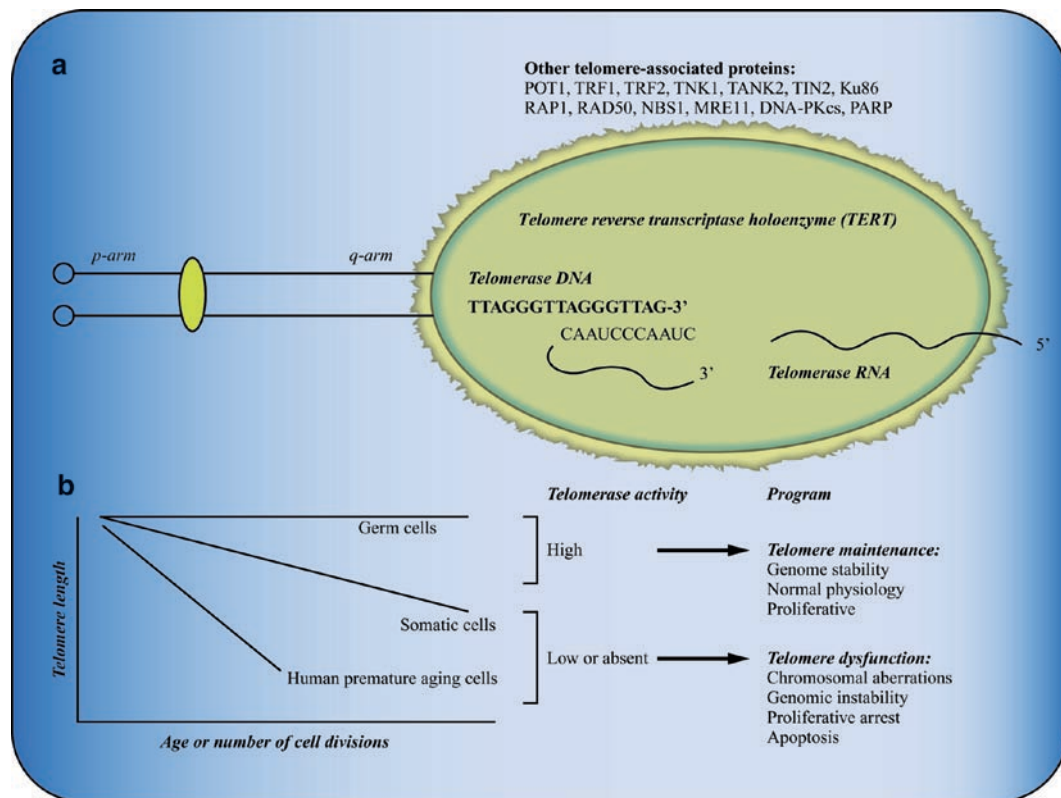 a
Other telomere-associated proteins:
POT1, TRF1, TRF2, TNK1, TANK2, TIN2, Ku86
RAP1, RAD50, NBS1, MRE11, DNA-PKcs, PARP
Telomere reverse transcriptase holoenzyme (TERT)
p-arm
q-arm
Telomerase DNA
TTAGGGTTAGGGTTAG-3’
CAAUCCCAAUC
3’
5’
Telomerase RNA
b
Telomerase activity
Program
Telomere length
Germ cells
Somatic cells
Human premature aging cells
Age or number of cell divisions
High
Telomere maintenance:
Genome stability
Normal physiology
Proliferative
Low or absent
Telomere dysfunction:
Chromosomal aberrations
Genomic instability
Proliferative arrest
Apoptosis